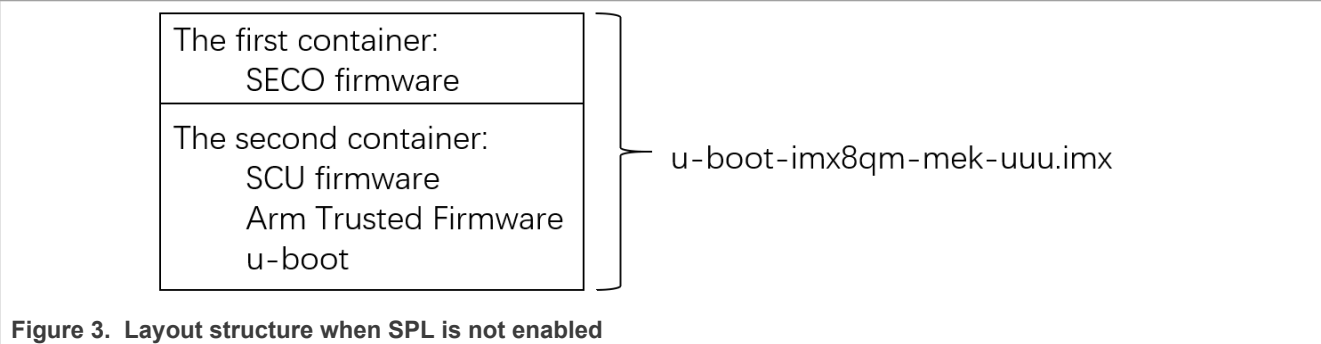 The first container:
SECO firmware
The second container:
SCU firmware
Arm Trusted Firmware
u-boot
u-boot-imx8qm-mek-uuu.imx
Figure 3. Layout structure when SPL is not enabled